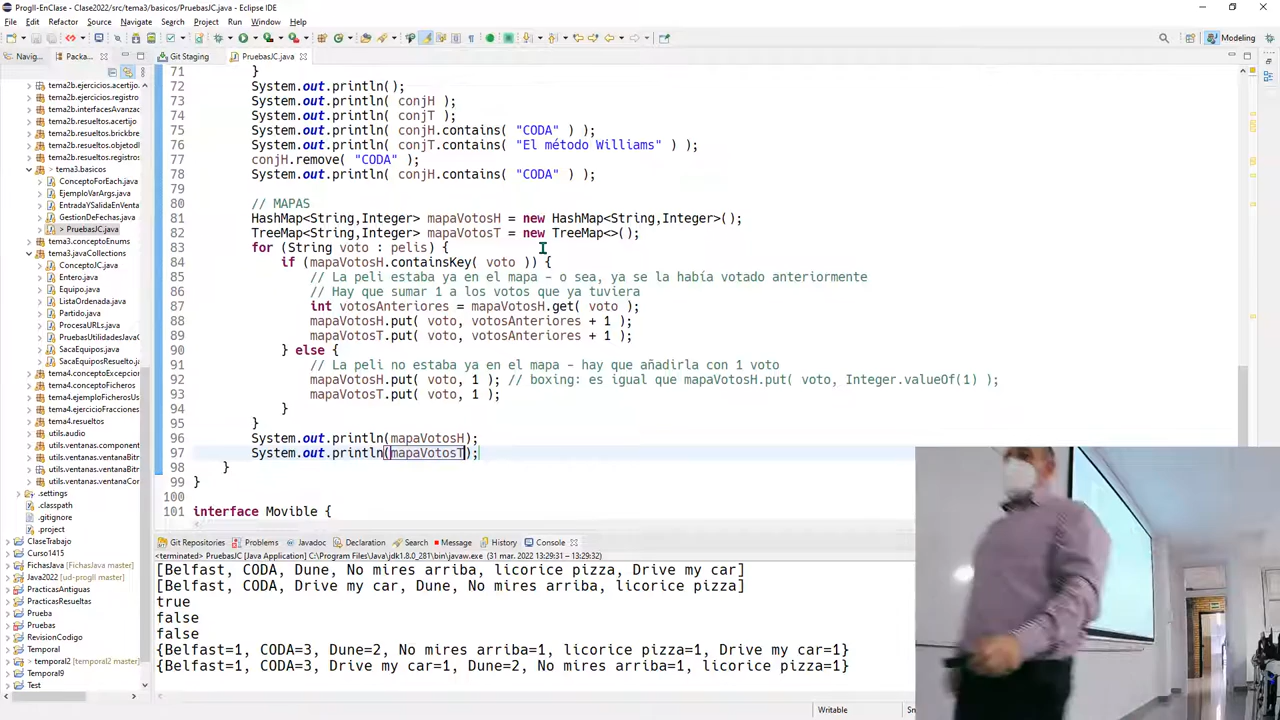 ProgII-EnClase - Clase2022/src/tema3/basicos/PruebasJC.java - Eclipse IDE
File Edit Refactor Source Navigate Search Project Run Window Help
Modeling
Navig...
Packa...
Git Staging
PruebasJC.java
tema2b.ejercicios.acertijo.
tema2b.ejercicios.registro
tema2b.interfacesAvanzac
tema2b.resueltos.acertijo
tema2b.resueltos.brickbre
tema2b.resueltos.objetodl
tema2b.resueltos.registros
> tema3.basicos
ConceptoForEach.java
EjemploVarArgs.java
EntradaYSalidaEnVentana
GestionDeFechas.java
> PruebasJC.java
tema3.conceptoEnums
tema3.javaCollections
ConceptoJC.java
Entero.java
Equipo.java
ListaOrdenada.java
Partido.java
ProcesaURLs.java
PruebasUtilidadesJavaC
SacaEquipos.java
SacaEquiposResuelto.ja
tema4.conceptoExcepcion
tema4.conceptoFicheros
tema4.ejemploFicherosUs
tema4.ejercicioFracciones
tema4.resueltos
utils.audio
utils.ventanas.component
utils.ventanas.ventanaBit
utils.ventanas.ventanaBitr
utils.ventanas.ventanaCon
.settings
.classpath
.gitignore
.project
ClaseTrabajo
Curso1415
FichasJava [FichasJava master]
Java2022 [ud-progII master]
PracticasAntiguas
PracticasResueltas
Prueba
Pruebas
RevisionCodigo
Temporal
> temporal2 [temporal2 master]
Temporal9
Test
71 }
72 System.out.println();
73 System.out.println( conjH );
74 System.out.println( conjT );
75 System.out.println( conjH.contains( "CODA" ) );
76 System.out.println( conjT.contains( "El método Williams" ) );
77 conjH.remove( "CODA" );
78 System.out.println( conjH.contains( "CODA" ) );
79
80 // MAPAS
81 HashMap<String,Integer> mapaVotosH = new HashMap<String,Integer>();
82 TreeMap<String,Integer> mapaVotosT = new TreeMap<>();
83 for (String voto : pelis) {
84 if (mapaVotosH.containsKey( voto )) {
85 // La peli estaba ya en el mapa - o sea, ya se la había votado anteriormente
86 // Hay que sumar 1 a los votos que ya tuviera
87 int votosAnteriores = mapaVotosH.get( voto );
88 mapaVotosH.put( voto, votosAnteriores + 1 );
89 mapaVotosT.put( voto, votosAnteriores + 1 );
90 } else {
91 // La peli no estaba ya en el mapa - hay que añadirla con 1 voto
92 mapaVotosH.put( voto, 1 ); // boxing: es igual que mapaVotosH.put( voto, Integer.valueOf(1) );
93 mapaVotosT.put( voto, 1 );
94 }
95 }
96 System.out.println(mapaVotosH);
97 System.out.println(mapaVotosT);
98 }
99 }
100
101 interface Movible {
Git Repositories Problems Javadoc Declaration Search Message History Console
<terminated> PruebasJC [Java Application] C:\Program Files\Java\jdk1.8.0_281\bin\javaw.exe (31 mar. 2022 13:29:31 – 13:29:32)
[Belfast, CODA, Dune, No mires arriba, licorice pizza, Drive my car]
[Belfast, CODA, Drive my car, Dune, No mires arriba, licorice pizza]
true
false
false
{Belfast=1, CODA=3, Dune=2, No mires arriba=1, licorice pizza=1, Drive my car=1}
{Belfast=1, CODA=3, Drive my car=1, Dune=2, No mires arriba=1, licorice pizza=1}
Writable